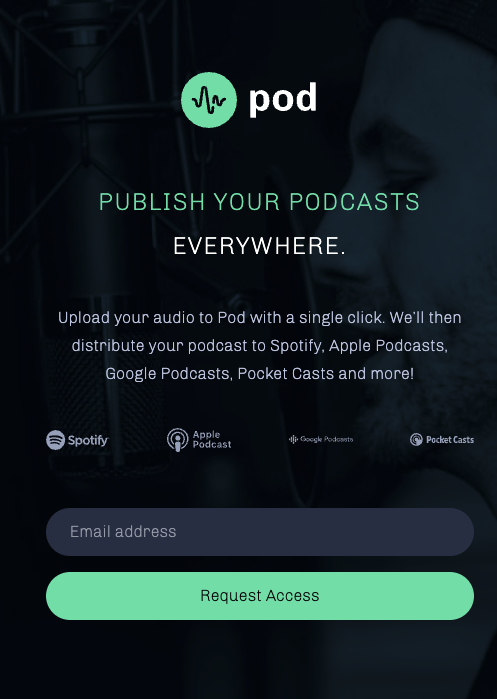 pod
PUBLISH YOUR PODCASTS
EVERYWHERE.
Upload your audio to Pod with a single click. We'll then
distribute your podcast to Spotify, Apple Podcasts,
Google Podcasts, Pocket Casts and more!
Spotify
Apple
Podcast
Google Podcasts
Pocket Casts
Email address
Request Access